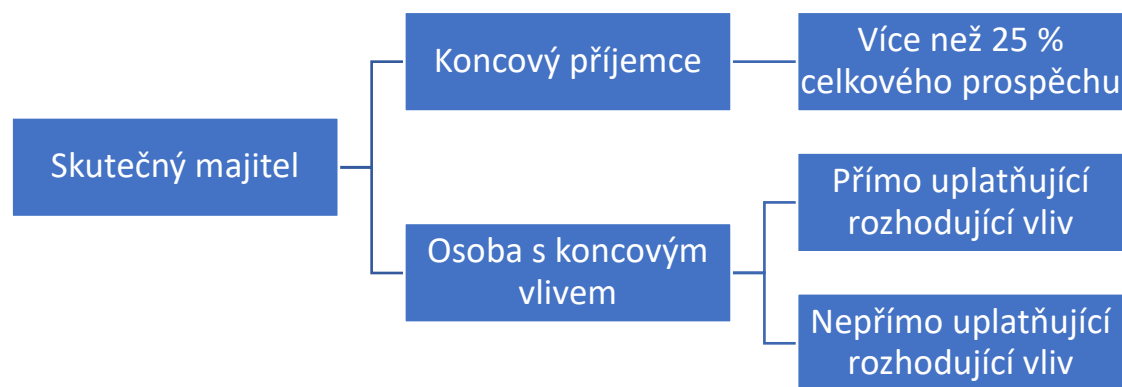 Skutečný majitel
Koncový příjemce
Více než 25 %
celkového prospěchu
Osoba s koncovým
vlivem
Přímo uplatňující
rozhodující vliv
Nepřímo uplatňující
rozhodující vliv